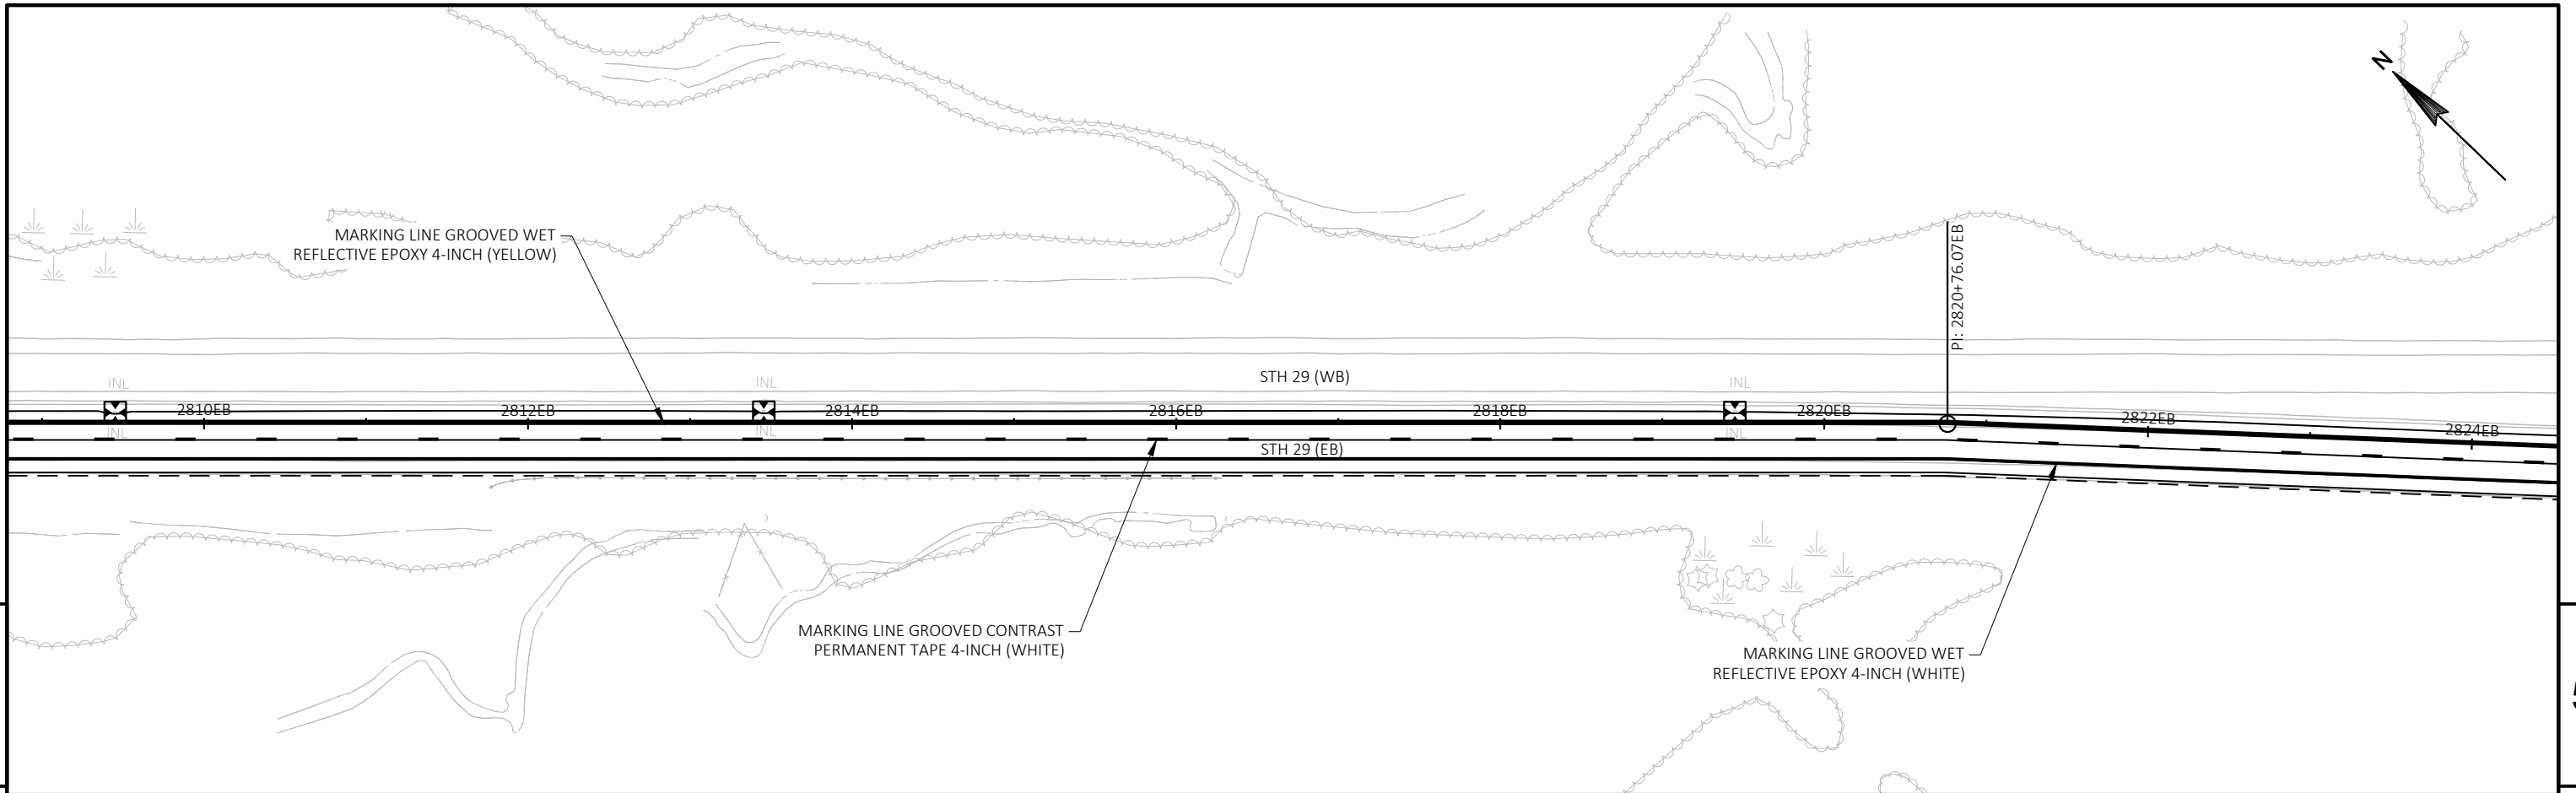 N
MARKING LINE GROOVED WET
REFLECTIVE EPOXY 4-INCH (YELLOW)
PI: 2820+76.07EB
STH 29 (WB)
INL
INL
INL
2810EB
2812EB
2814EB
2816EB
2818EB
2820EB
2822EB
2824EB
INL
INL
INL
STH 29 (EB)
MARKING LINE GROOVED CONTRAST
PERMANENT TAPE 4-INCH (WHITE)
MARKING LINE GROOVED WET
REFLECTIVE EPOXY 4-INCH (WHITE)